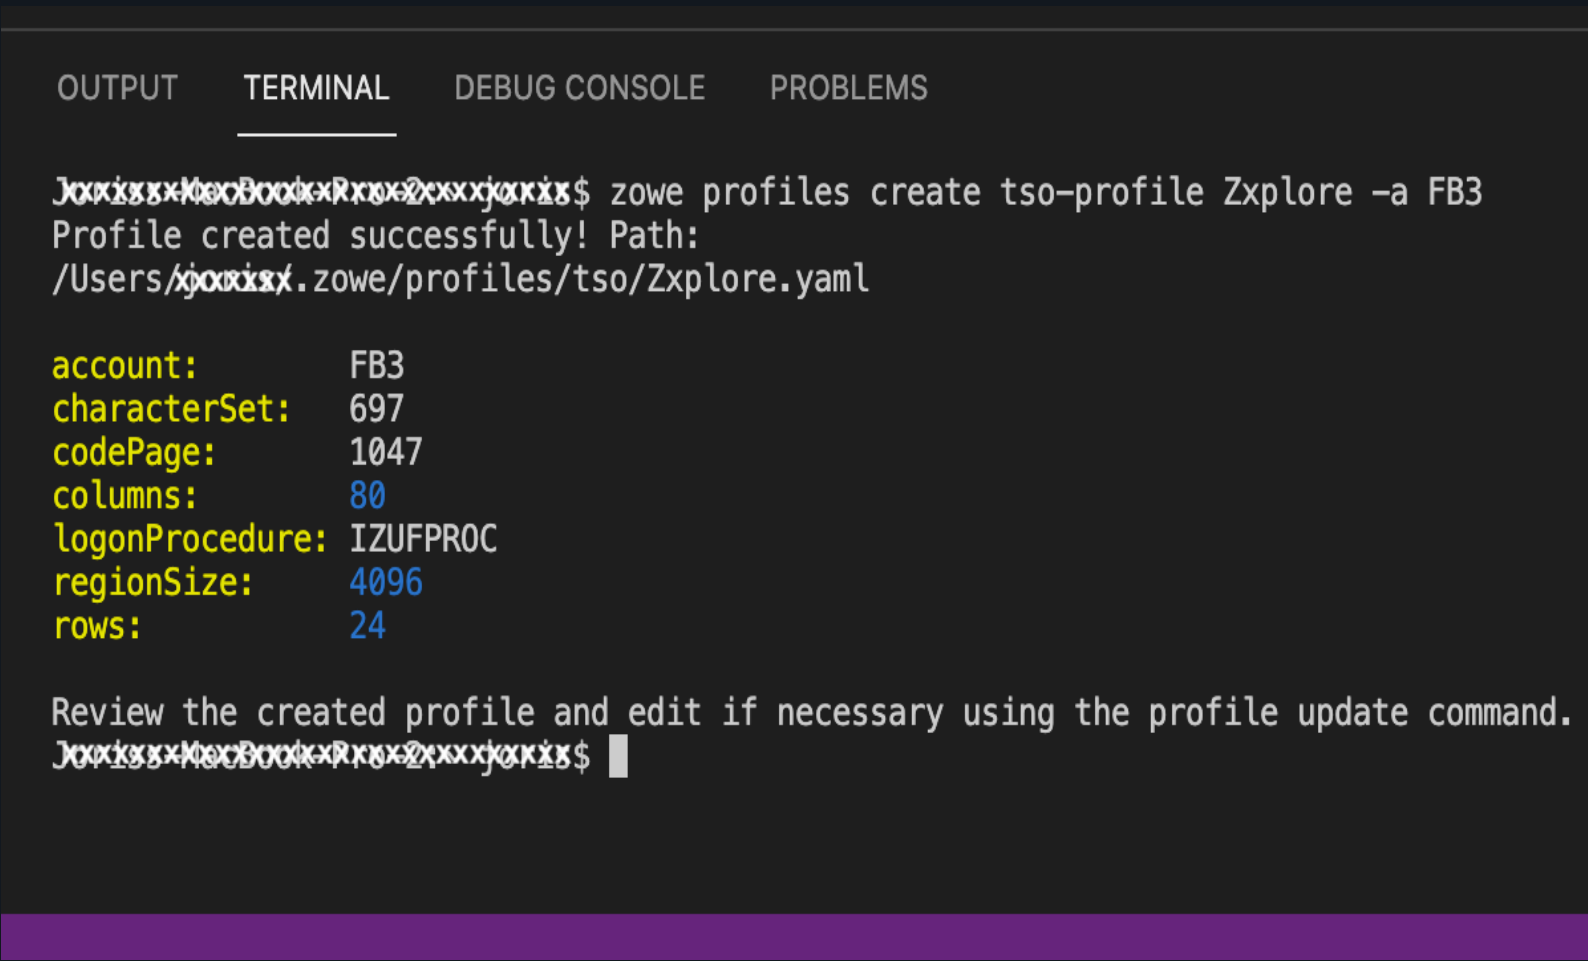 OUTPUT TERMINAL DEBUG CONSOLE PROBLEMS
$ zowe profiles create tso-profile Zxplore -a FB3
Profile created successfully! Path:
/Users/xxxxxxx.zowe/profiles/tso/Zxplore.yaml
account: FB3
characterSet: 697
codePage: 1047
columns: 80
logonProcedure: IZUFPROC
regionSize: 4096
rows: 24
Review the created profile and edit if necessary using the profile update command.
$